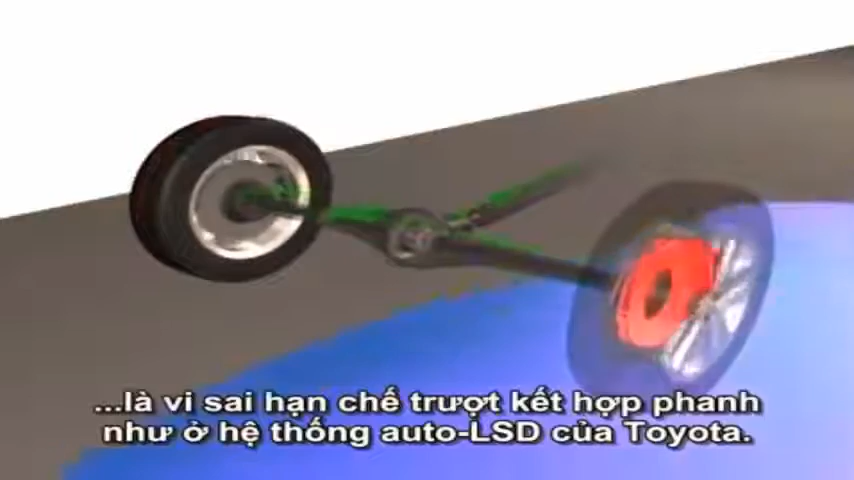 ...là vi sai hạn chế trượt kết hợp phanh
như ở hệ thống auto-LSD của Toyota.